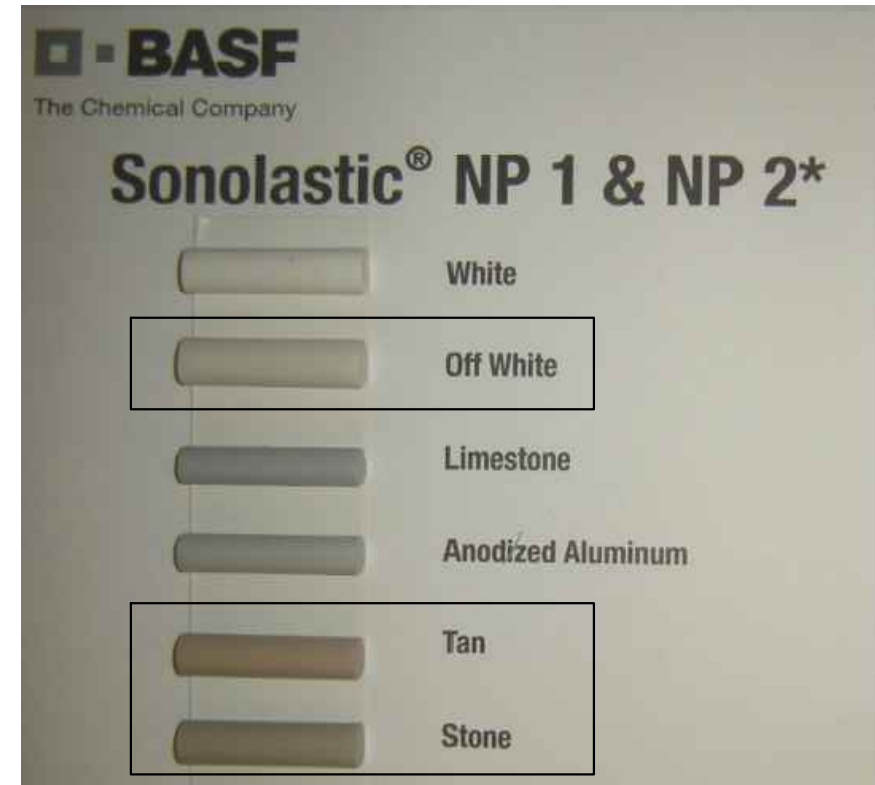 BASF
The Chemical Company
Sonolastic® NP 1 & NP 2*
White
Off White
Limestone
Anodized Aluminum
Tan
Stone